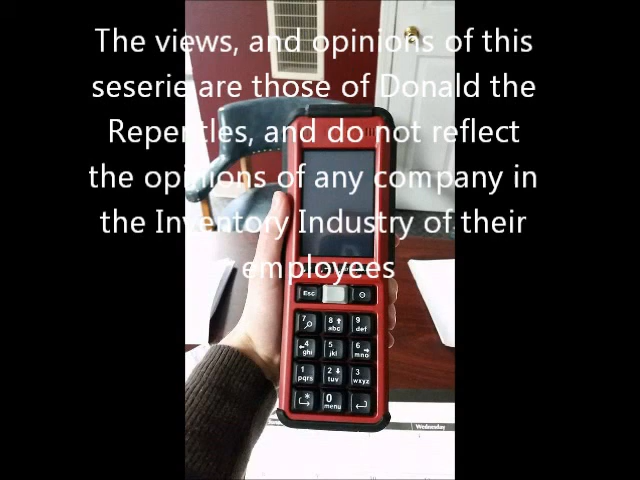 The views, and opinions of this
seserie are those of Donald the
Repentles, and do not reflect
the opinions of any company in
the Inventory Industry of their
employees
Esc
7 8 abc 9 def
4 ghi 5 jkl 6 mno
1 pqrs 2 tuv 3 wxyz
* 0 menu
Wednesday